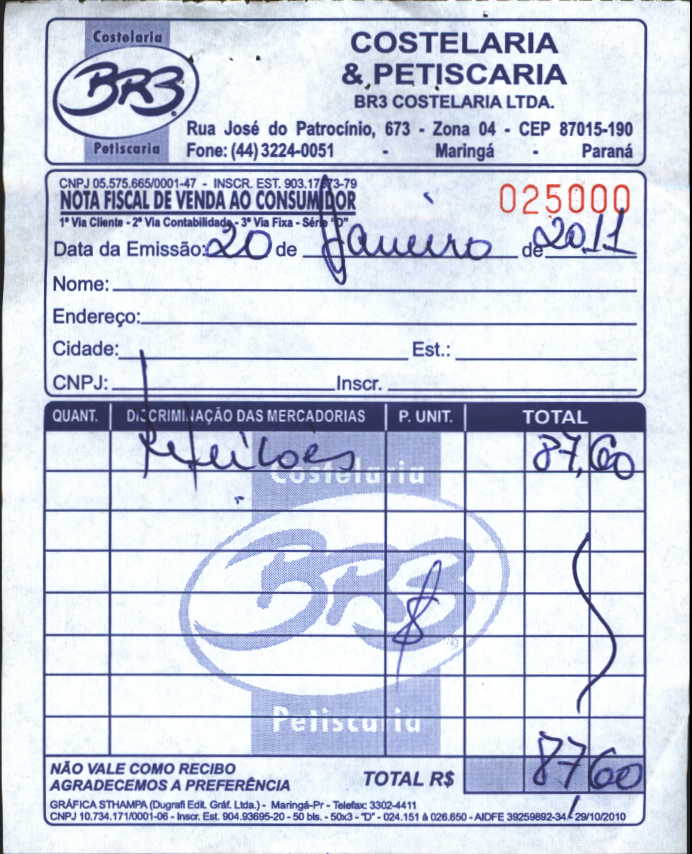 Costelaria
BR3
Petiscaria
COSTELARIA
& PETISCARIA
BR3 COSTELARIA LTDA.
Rua José do Patrocínio, 673 - Zona 04 - CEP 87015-190
Fone: (44) 3224-0051 - Maringá - Paraná
CNPJ 05.575.665/0001-47 - INSCR. EST. 903.17673-79
NOTA FISCAL DE VENDA AO CONSUMIDOR
025000
1ª Via Cliente - 2ª Via Contabilidade - 3ª Via Fixa - Série "D"
Data da Emissão: 20 de Janeiro de 2011
Nome:
Endereço:
Cidade: Est.:
CNPJ: Inscr.
QUANT. DISCRIMINAÇÃO DAS MERCADORIAS P. UNIT. TOTAL
refeições 87,60
Costelaria
BR3
Petiscaria
NÃO VALE COMO RECIBO
AGRADECEMOS A PREFERÊNCIA
TOTAL R$ 87,60
GRÁFICA STHAMPA (Dugrafi Edit. Gráf. Ltda.) - Maringá-Pr - Telefax: 3302-4411
CNPJ 10.734.171/0001-06 - Inscr. Est. 904.93695-20 - 50 bls. - 50x3 - "D" - 024.151 à 026.650 - AIDFE 39259892-34 - 29/10/2010